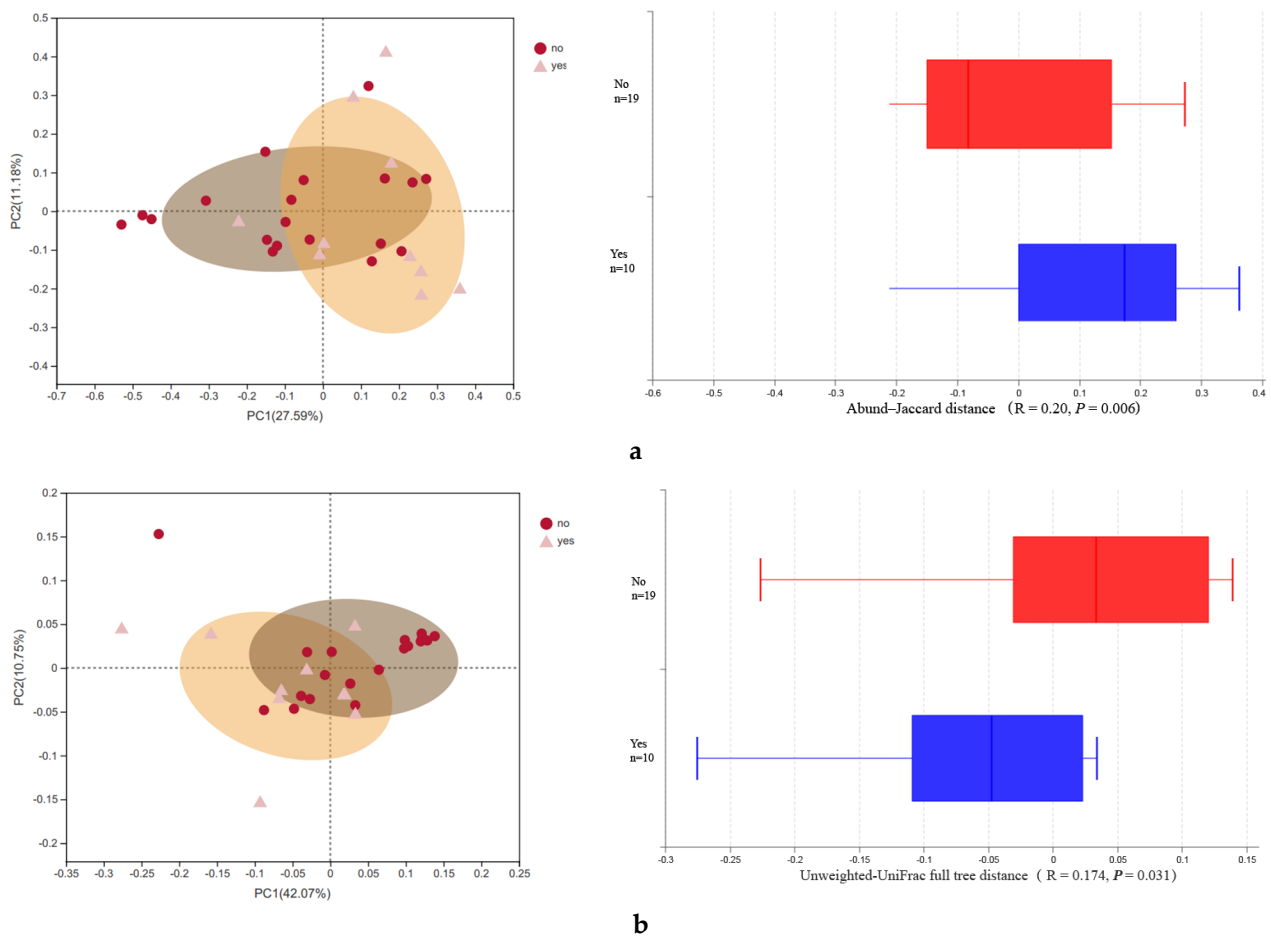 0.5
0.4
0.3
0.2
0.1
0
-0.1
-0.2
-0.3
-0.4
PC2(11.18%)
-0.7 -0.6 -0.5 -0.4 -0.3 -0.2 -0.1 0 0.1 0.2 0.3 0.4 0.5
PC1(27.59%)
no
yes
No
n=19
Yes
n=10
-0.6 -0.5 -0.4 -0.3 -0.2 -0.1 0 0.1 0.2 0.3 0.4
Abund–Jaccard distance (R = 0.20, P = 0.006)
a
0.2
0.15
0.1
0.05
0
-0.05
-0.1
-0.15
-0.2
PC2(10.75%)
-0.35 -0.3 -0.25 -0.2 -0.15 -0.1 -0.05 0 0.05 0.1 0.15 0.2 0.25
PC1(42.07%)
no
yes
No
n=19
Yes
n=10
-0.3 -0.25 -0.2 -0.15 -0.1 -0.05 0 0.05 0.1 0.15
Unweighted-UniFrac full tree distance ( R = 0.174, P = 0.031)
b